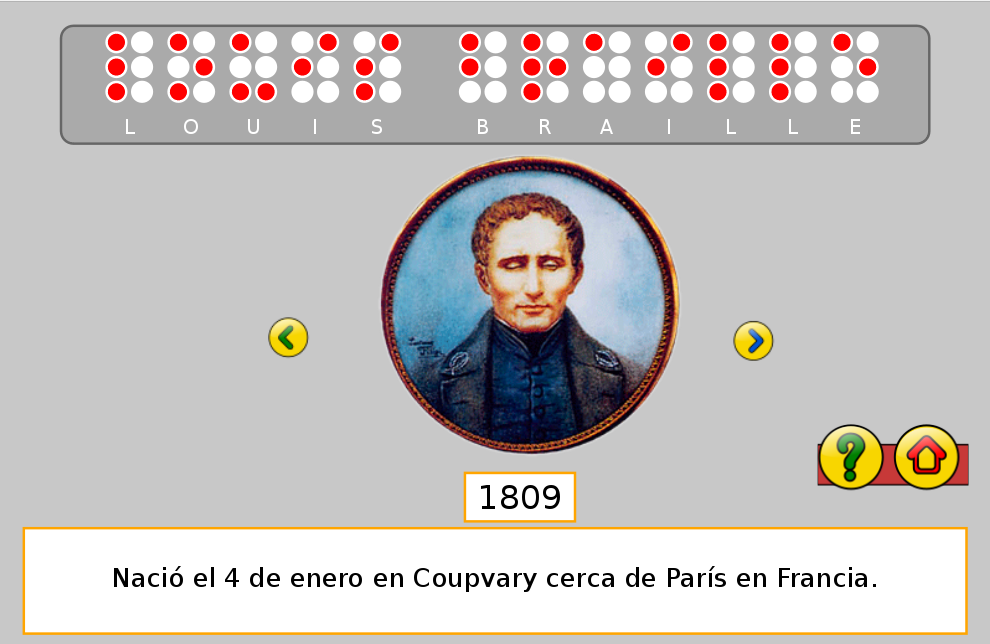 L O U I S B R A I L L E
1809
Nació el 4 de enero en Coupvary cerca de París en Francia.